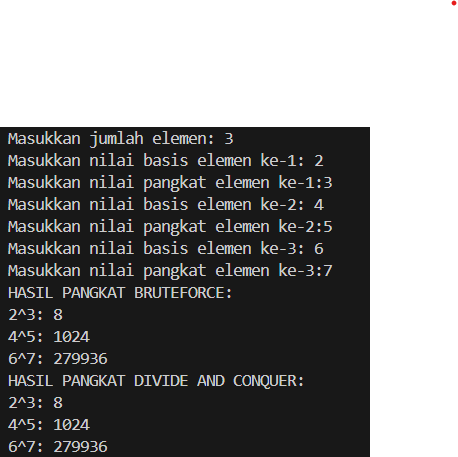 Masukkan jumlah elemen: 3
Masukkan nilai basis elemen ke-1: 2
Masukkan nilai pangkat elemen ke-1:3
Masukkan nilai basis elemen ke-2: 4
Masukkan nilai pangkat elemen ke-2:5
Masukkan nilai basis elemen ke-3: 6
Masukkan nilai pangkat elemen ke-3:7
HASIL PANGKAT BRUTEFORCE:
2^3: 8
4^5: 1024
6^7: 279936
HASIL PANGKAT DIVIDE AND CONQUER:
2^3: 8
4^5: 1024
6^7: 279936